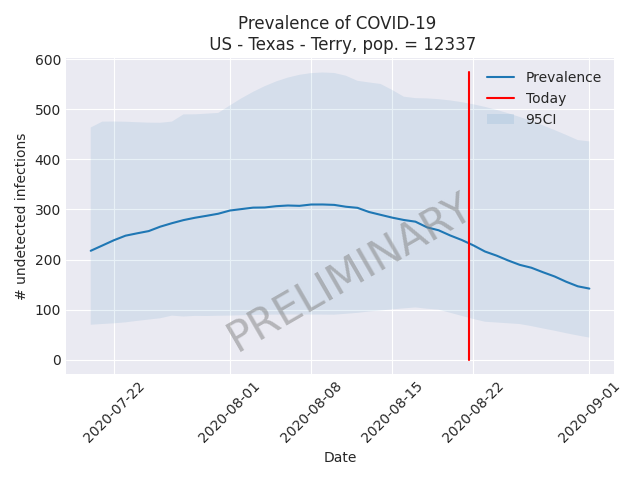 Prevalence of COVID-19
US - Texas - Terry, pop. = 12337
# undetected infections
600
500
400
300
200
100
0
Prevalence
Today
95CI
PRELIMINARY
2020-07-22
2020-08-01
2020-08-08
2020-08-15
2020-08-22
2020-09-01
Date